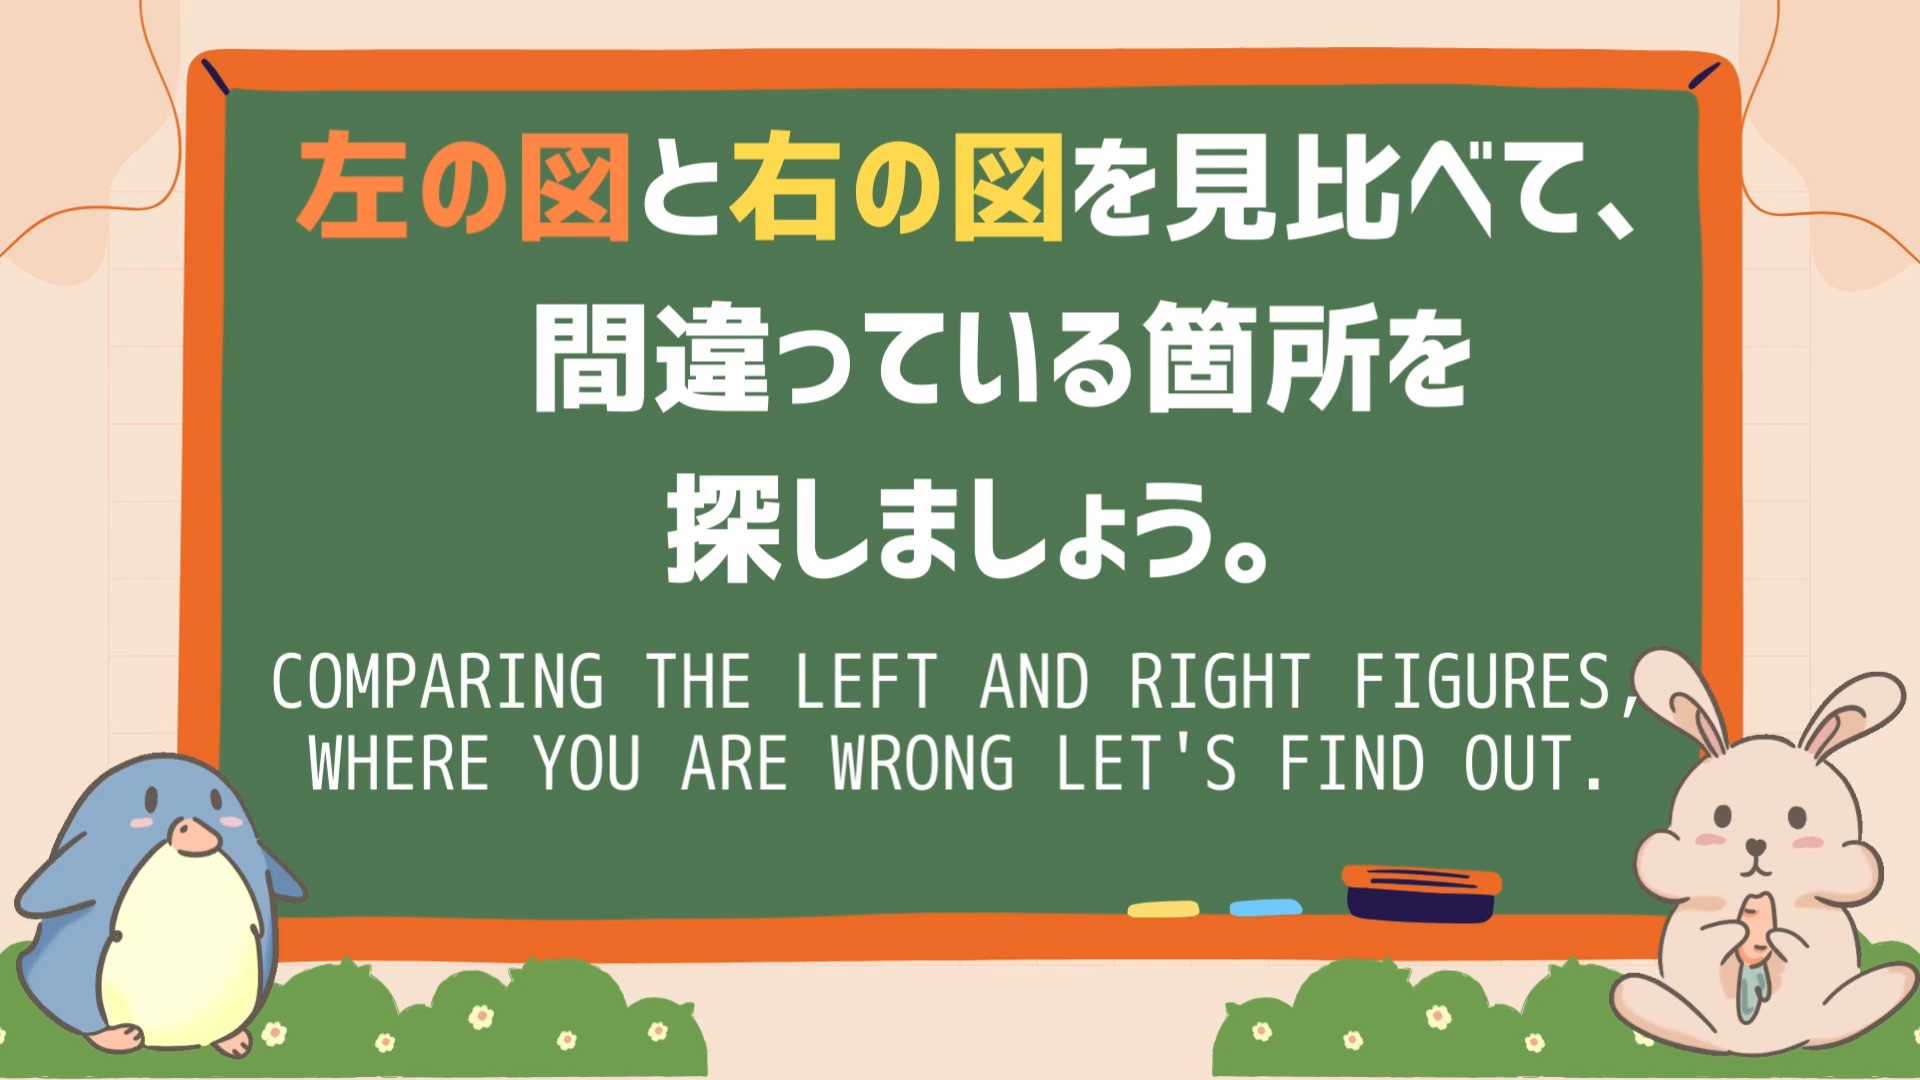 左の図と右の図を見比べて、
間違っている箇所を
探しましょう。
COMPARING THE LEFT AND RIGHT FIGURES,
WHERE YOU ARE WRONG LET'S FIND OUT.